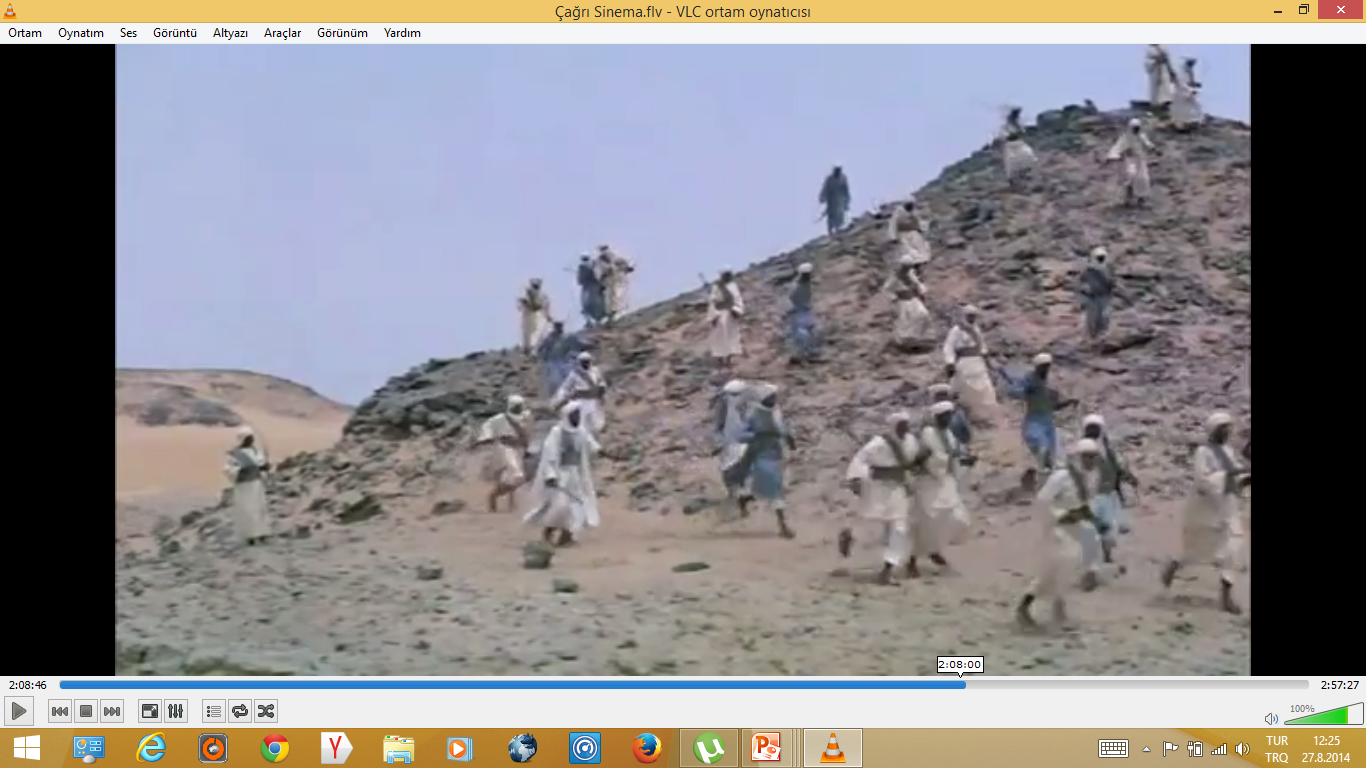 Çağrı Sinema.flv - VLC ortam oynatıcısı
Ortam Oynatım Ses Görüntü Altyazı Araçlar Görünüm Yardım
2:08:00
2:08:46 2:57:27
100%
TUR 12:25
TRQ 27.8.2014